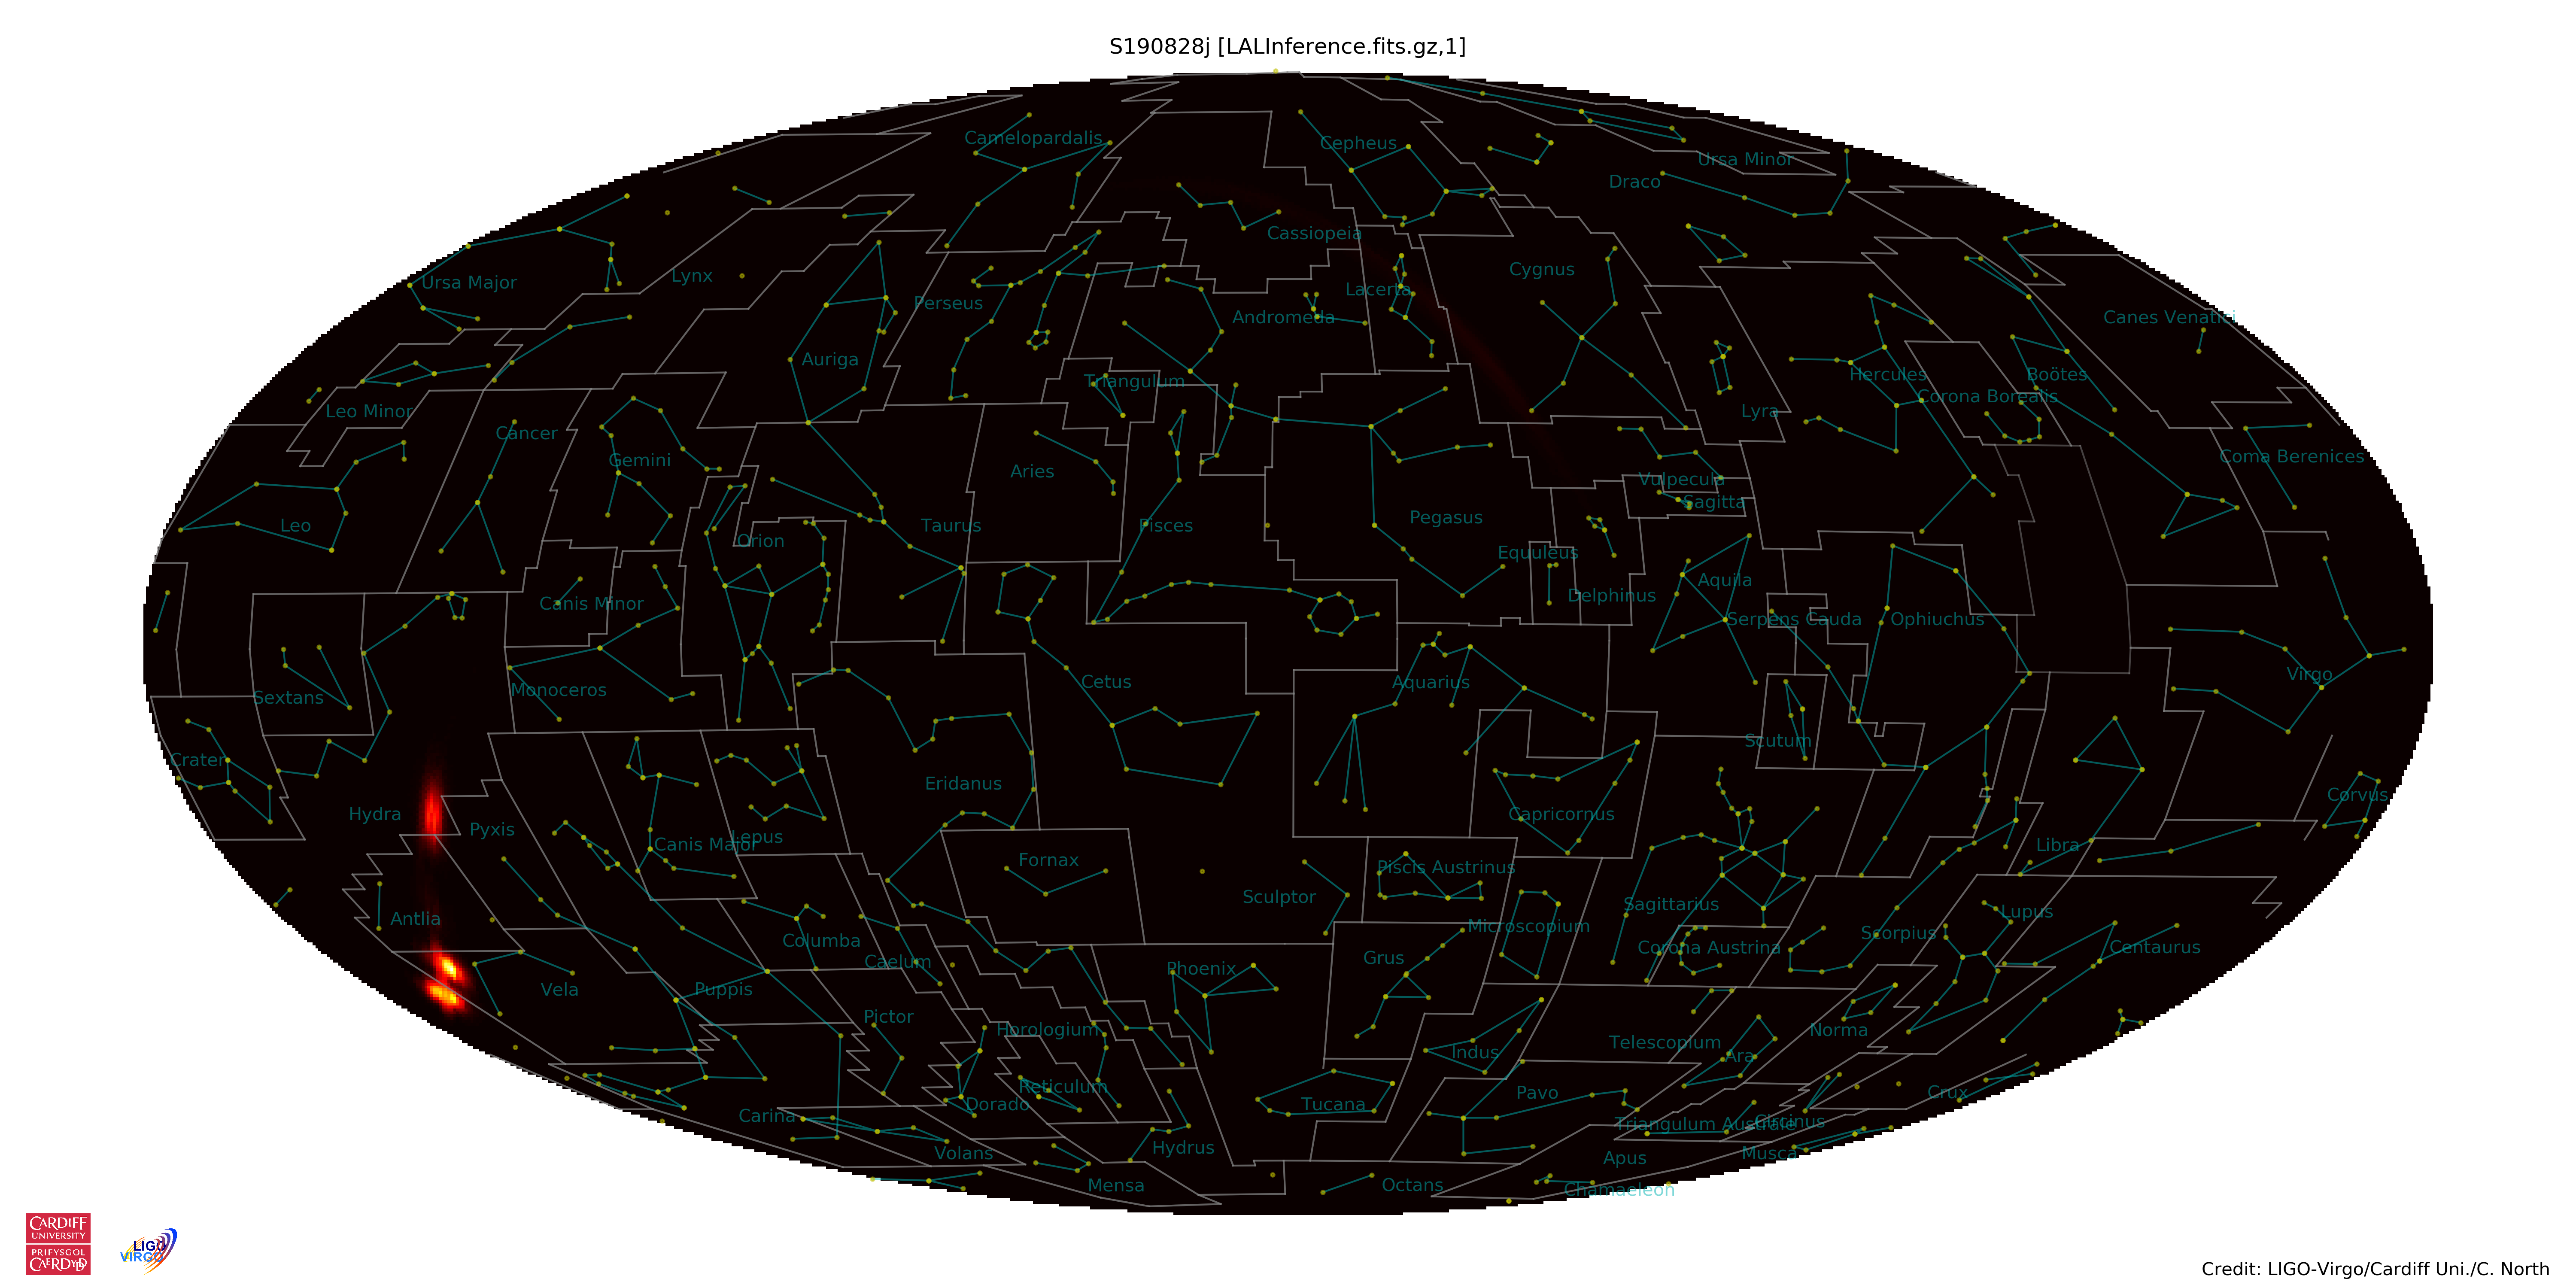 S190828j [LALInference.fits.gz,1]
Camelopardalis
Cepheus
Ursa Minor
Draco
Cassiopeia
Ursa Major
Lynx
Cygnus
Perseus
Lacerta
Andromeda
Canes Venatici
Auriga
Triangulum
Hercules
Boötes
Corona Borealis
Leo Minor
Lyra
Cancer
Gemini
Aries
Coma Berenices
Vulpecula
Sagitta
Leo
Orion
Taurus
Pisces
Pegasus
Equuleus
Aquila
Canis Minor
Delphinus
Serpens Cauda
Ophiuchus
Sextans
Monoceros
Cetus
Aquarius
Virgo
Crater
Scutum
Eridanus
Corvus
Hydra
Pyxis
Capricornus
Canis Major
Lepus
Libra
Fornax
Piscis Austrinus
Sculptor
Sagittarius
Antlia
Lupus
Microscopium
Columba
Scorpius
Corona Austrina
Centaurus
Caelum
Phoenix
Grus
Vela
Puppis
Pictor
Horologium
Norma
Telescopium
Indus
Ara
Reticulum
Pavo
Crux
Dorado
Tucana
Carina
Triangulum Australe
Circinus
Hydrus
Volans
Apus
Musca
Mensa
Octans
Chamaeleon
CARDIFF
UNIVERSITY
PRIFYSGOL
CAERDYDD
LIGO
VIRGO
Credit: LIGO-Virgo/Cardiff Uni./C. North